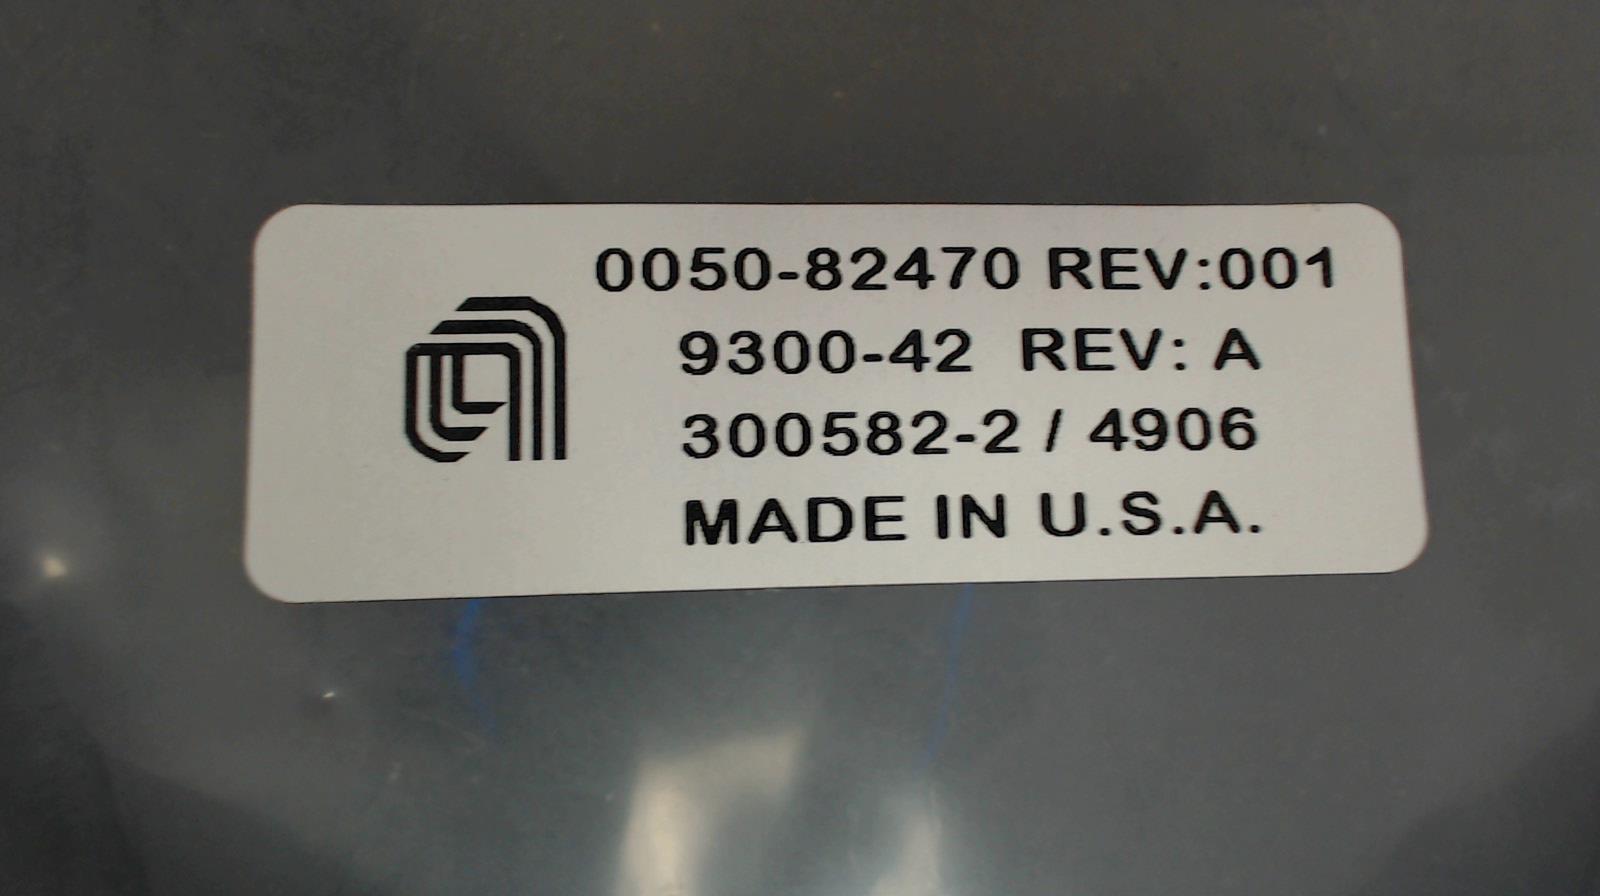 0050-82470 REV:001
9300-42 REV: A
300582-2 / 4906
MADE IN U.S.A.